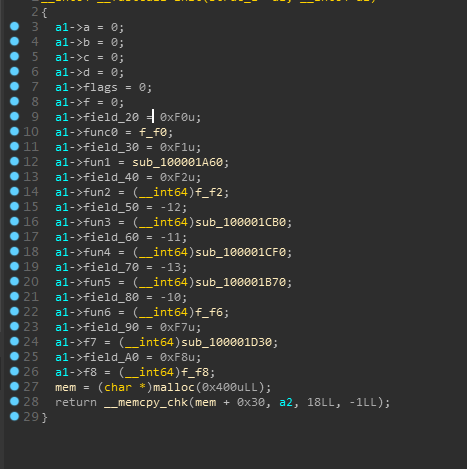 2 {
3 a1->a = 0;
4 a1->b = 0;
5 a1->c = 0;
6 a1->d = 0;
7 a1->flags = 0;
8 a1->f = 0;
9 a1->field_20 = 0xF0u;
10 a1->func0 = f_f0;
11 a1->field_30 = 0xF1u;
12 a1->fun1 = sub_100001A60;
13 a1->field_40 = 0xF2u;
14 a1->fun2 = (__int64)f_f2;
15 a1->field_50 = -12;
16 a1->fun3 = (__int64)sub_100001CB0;
17 a1->field_60 = -11;
18 a1->fun4 = (__int64)sub_100001CF0;
19 a1->field_70 = -13;
20 a1->fun5 = (__int64)sub_100001B70;
21 a1->field_80 = -10;
22 a1->fun6 = (__int64)f_f6;
23 a1->field_90 = 0xF7u;
24 a1->f7 = (__int64)sub_100001D30;
25 a1->field_A0 = 0xF8u;
26 a1->f8 = (__int64)f_f8;
27 mem = (char *)malloc(0x400uLL);
28 return __memcpy_chk(mem + 0x30, a2, 18LL, -1LL);
29 }